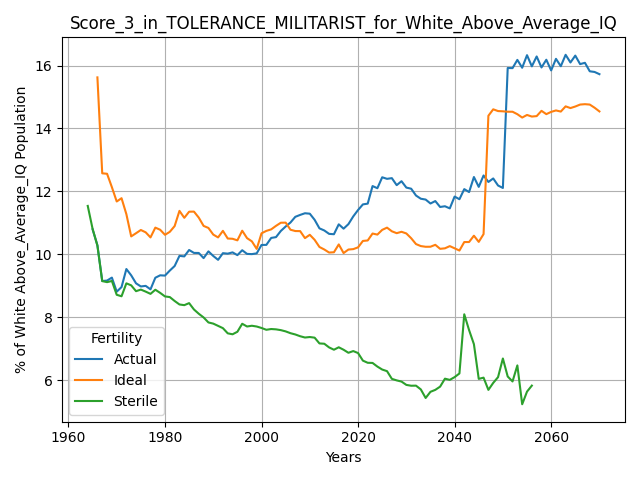 Score_3_in_TOLERANCE_MILITARIST_for_White_Above_Average_IQ
% of White Above_Average_IQ Population
16
14
12
10
8
6
Fertility
Actual
Ideal
Sterile
1960 1980 2000 2020 2040 2060
Years